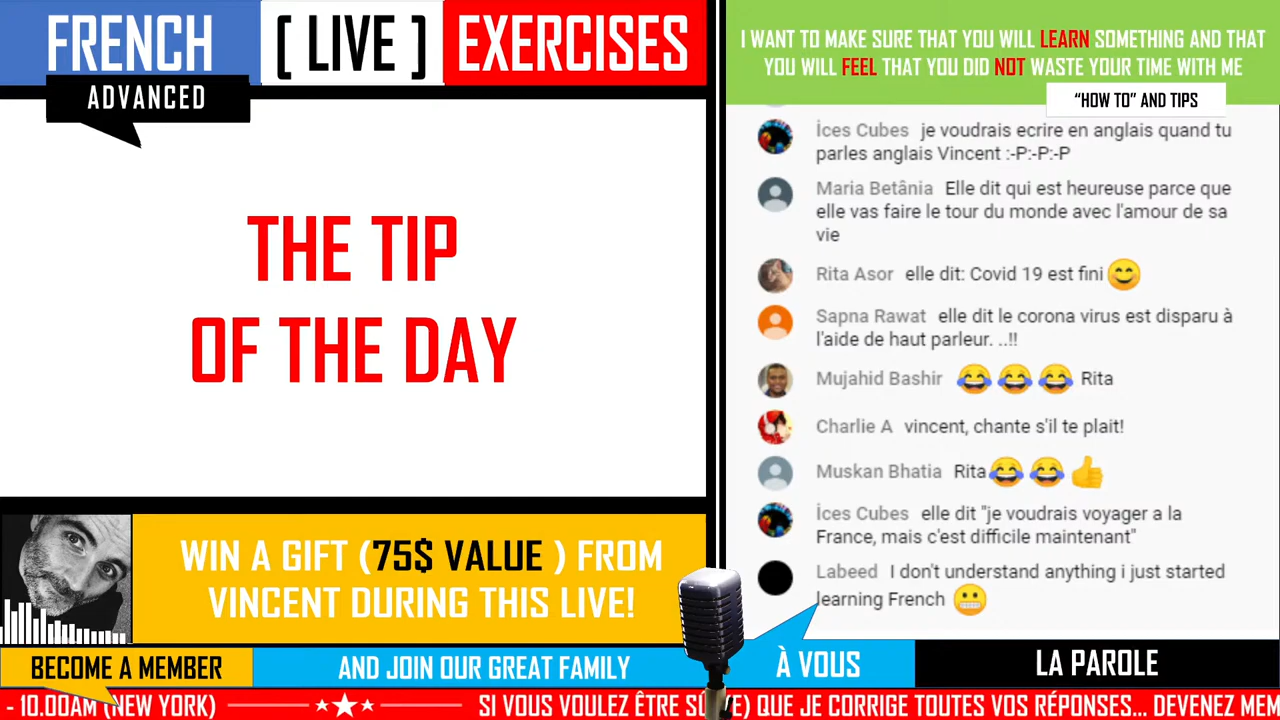 FRENCH [ LIVE ] EXERCISES
ADVANCED
THE TIP
OF THE DAY
WIN A GIFT (75$ VALUE ) FROM
VINCENT DURING THIS LIVE!
BECOME A MEMBER
AND JOIN OUR GREAT FAMILY
I WANT TO MAKE SURE THAT YOU WILL LEARN SOMETHING AND THAT
YOU WILL FEEL THAT YOU DID NOT WASTE YOUR TIME WITH ME
“HOW TO” AND TIPS
İces Cubes je voudrais ecrire en anglais quand tu
parles anglais Vincent :-P:-P:-P
Maria Betânia Elle dit qui est heureuse parce que
elle vas faire le tour du monde avec l'amour de sa
vie
Rita Asor elle dit: Covid 19 est fini 😊
Sapna Rawat elle dit le corona virus est disparu à
l'aide de haut parleur. ..!!
Mujahid Bashir 😂😂😂 Rita
Charlie A vincent, chante s'il te plait!
Muskan Bhatia Rita😂😂👍
İces Cubes elle dit "je voudrais voyager a la
France, mais c'est difficile maintenant"
Labeed I don't understand anything i just started
learning French 😬
À VOUS
LA PAROLE
- 10.00AM (NEW YORK) SI VOUS VOULEZ ÊTRE QUE JE CORRIGE TOUTES VOS RÉPONSES... DEVENEZ MEM